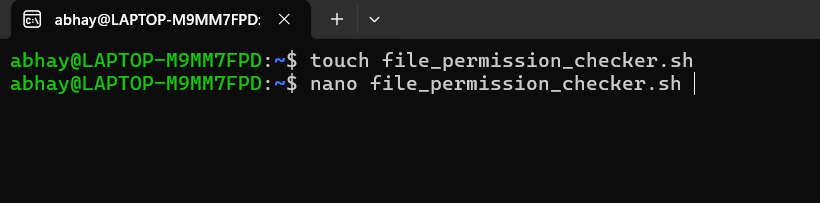 abhay@LAPTOP-M9MM7FPD:
abhay@LAPTOP-M9MM7FPD:~$ touch file_permission_checker.sh
abhay@LAPTOP-M9MM7FPD:~$ nano file_permission_checker.sh